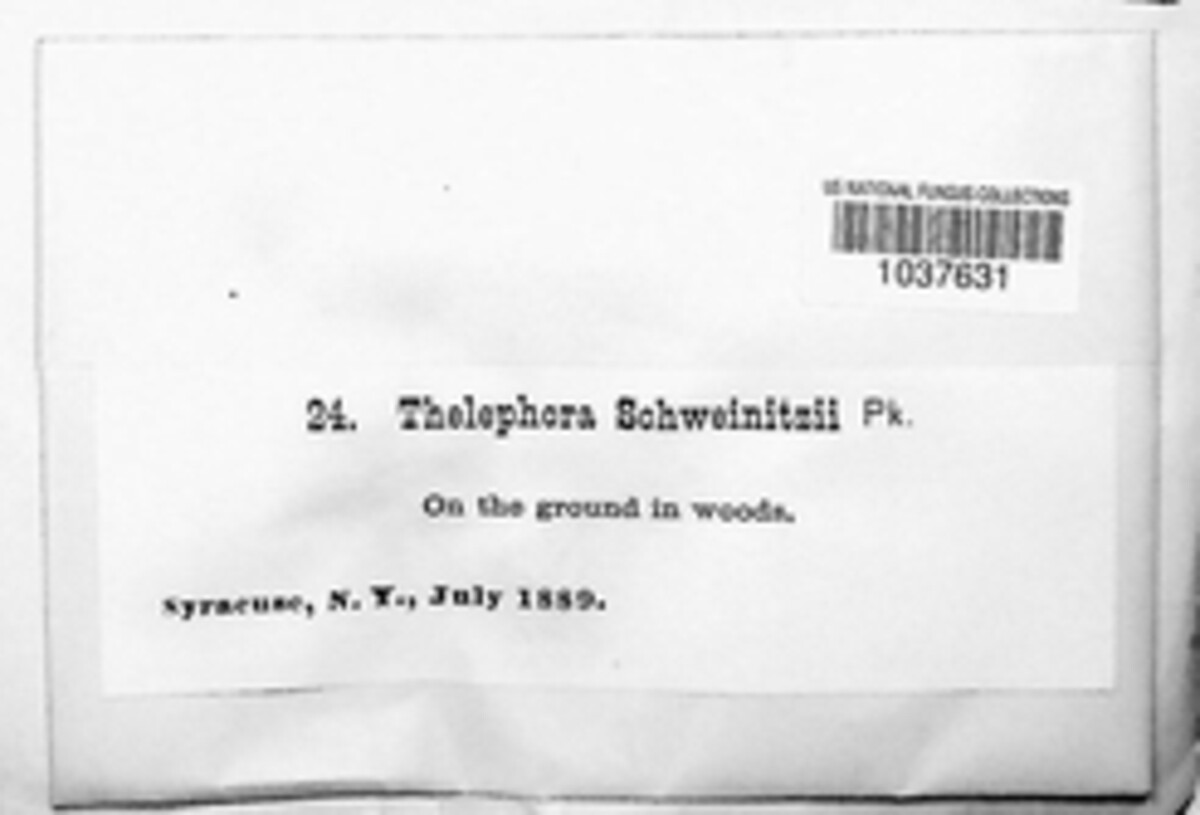 US NATIONAL FUNGUS COLLECTIONS
1037631
24. Thelephora Schweinitzii Pk.
On the ground in woods.
Syracuse, N. Y., July 1889.